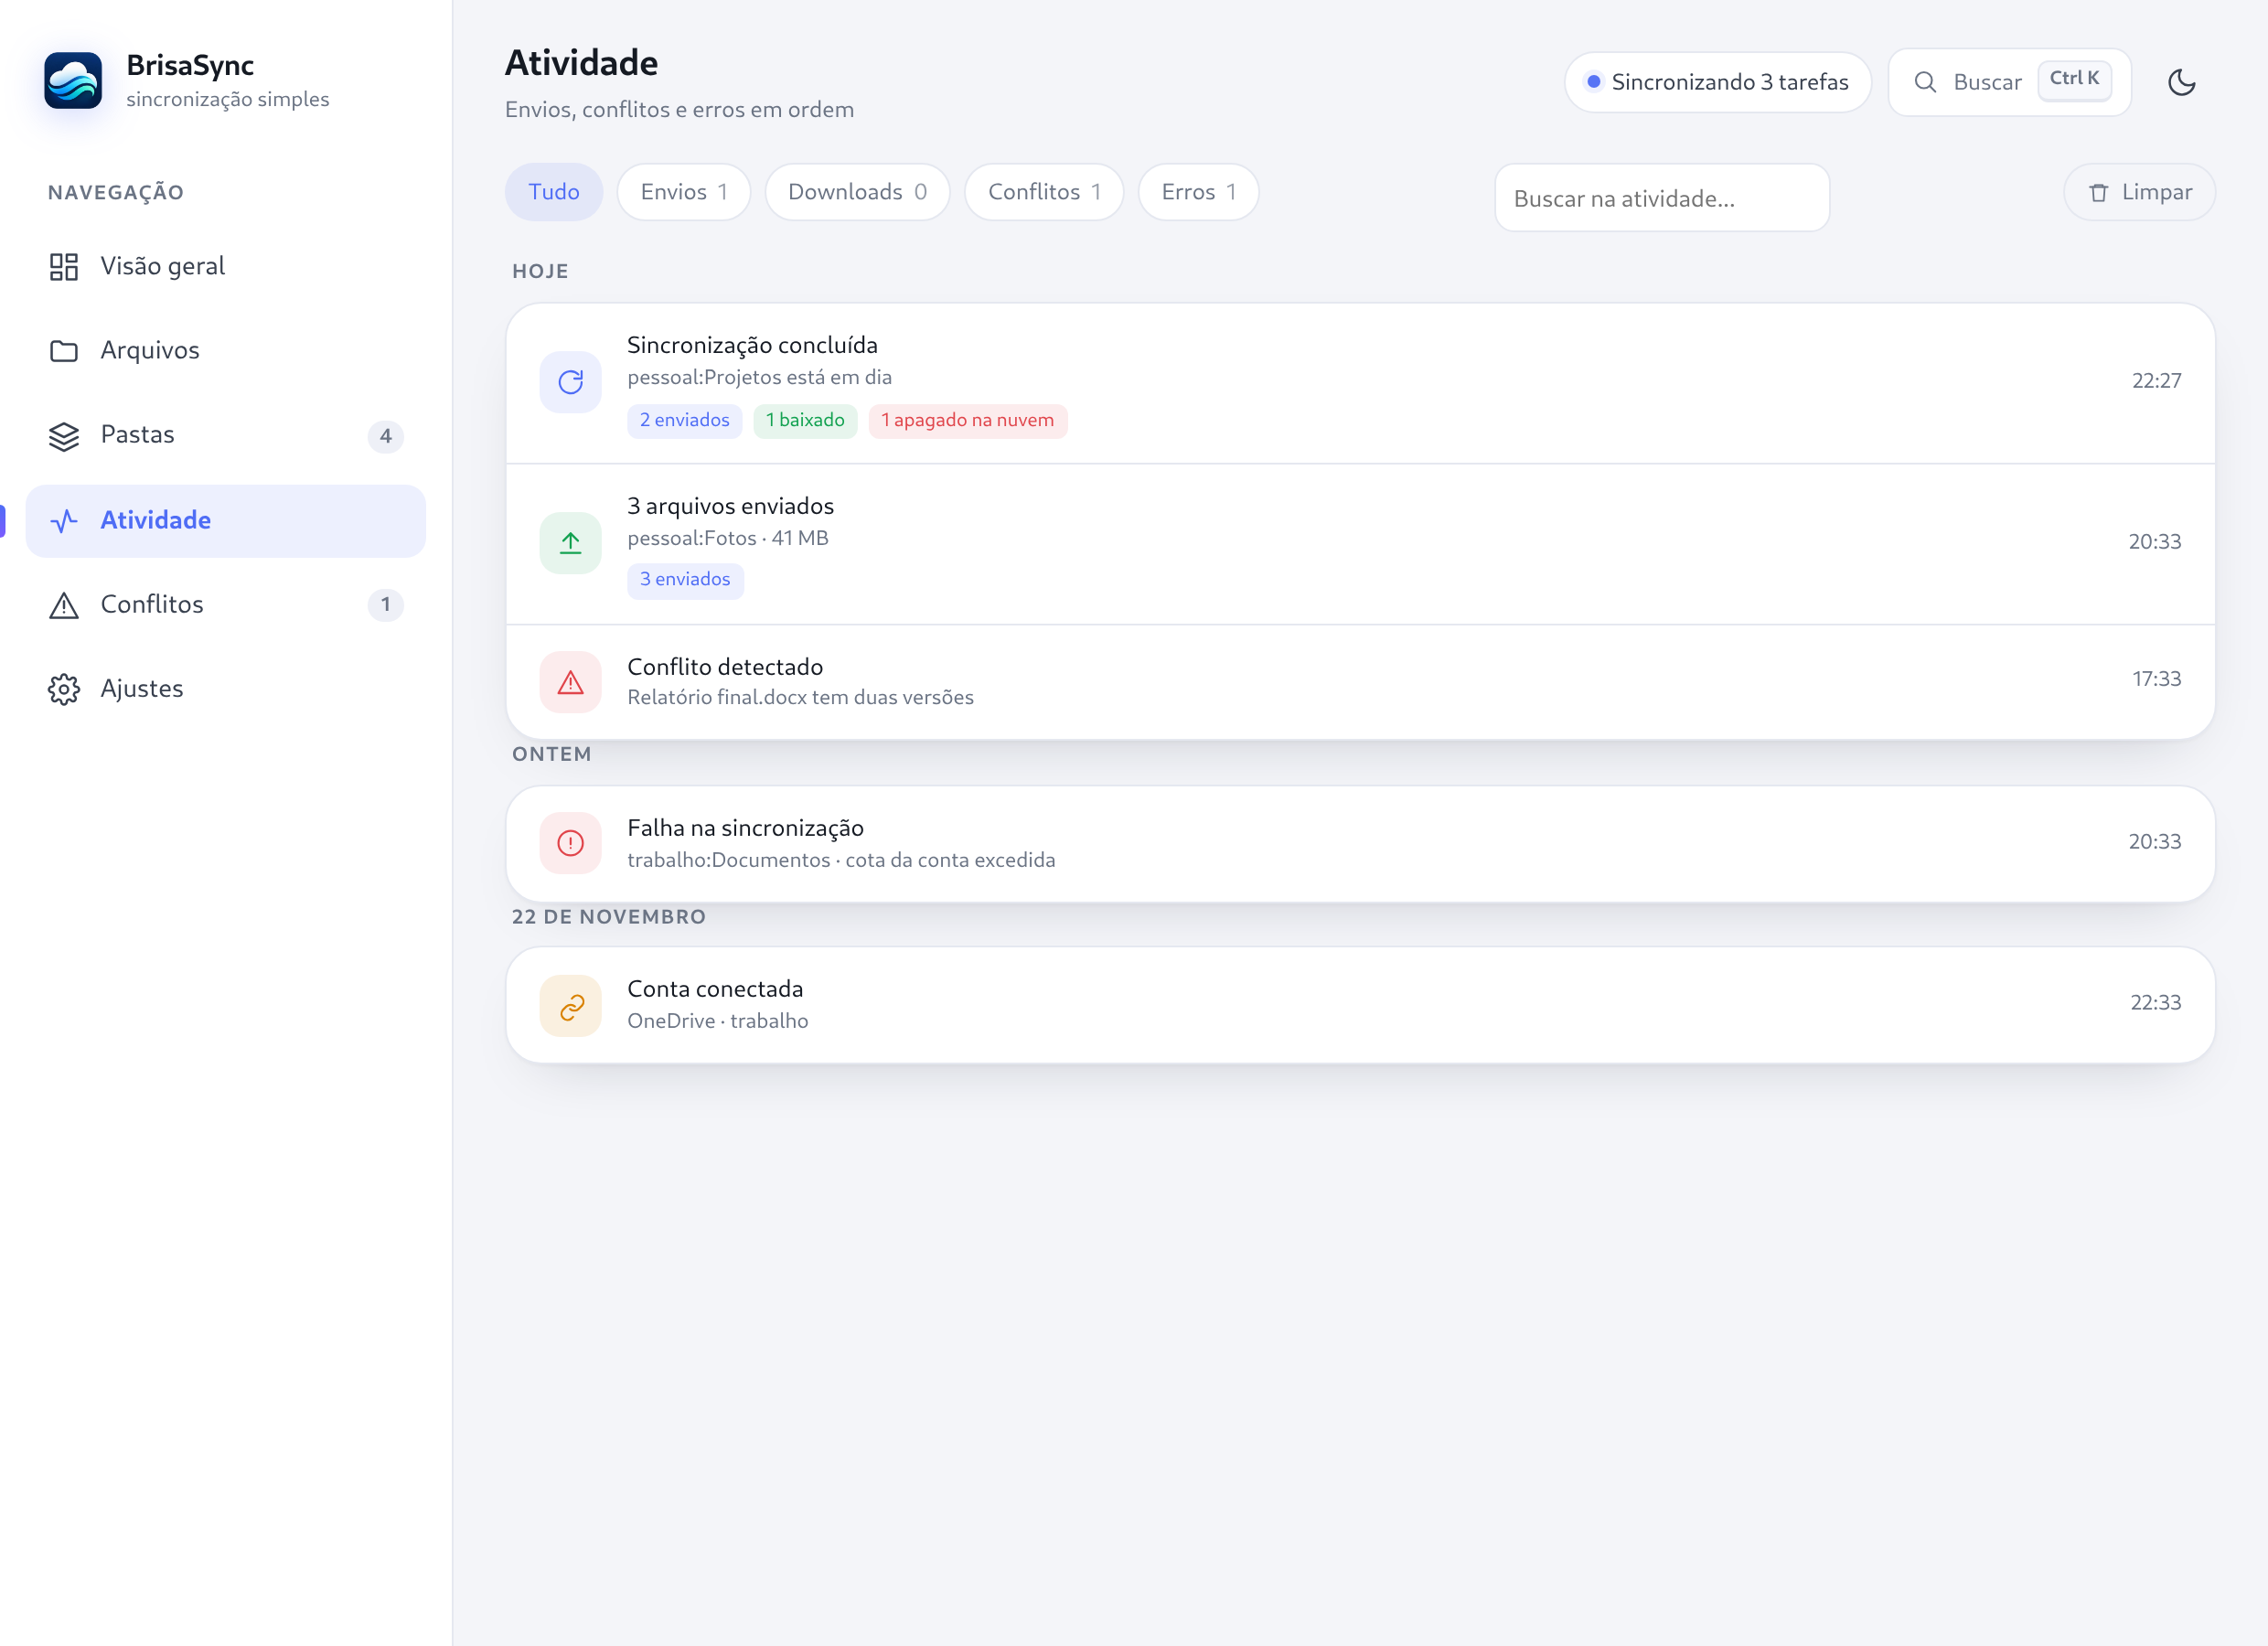 BrisaSync
sincronização simples
NAVEGAÇÃO
Visão geral
Arquivos
Pastas 4
Atividade
Conflitos 1
Ajustes
Atividade
Envios, conflitos e erros em ordem
Sincronizando 3 tarefas
Buscar Ctrl K
Tudo Envios 1 Downloads 0 Conflitos 1 Erros 1
Buscar na atividade...
Limpar
HOJE
Sincronização concluída
pessoal:Projetos está em dia
2 enviados 1 baixado 1 apagado na nuvem
22:27
3 arquivos enviados
pessoal:Fotos · 41 MB
3 enviados
20:33
Conflito detectado
Relatório final.docx tem duas versões
17:33
ONTEM
Falha na sincronização
trabalho:Documentos · cota da conta excedida
20:33
22 DE NOVEMBRO
Conta conectada
OneDrive · trabalho
22:33